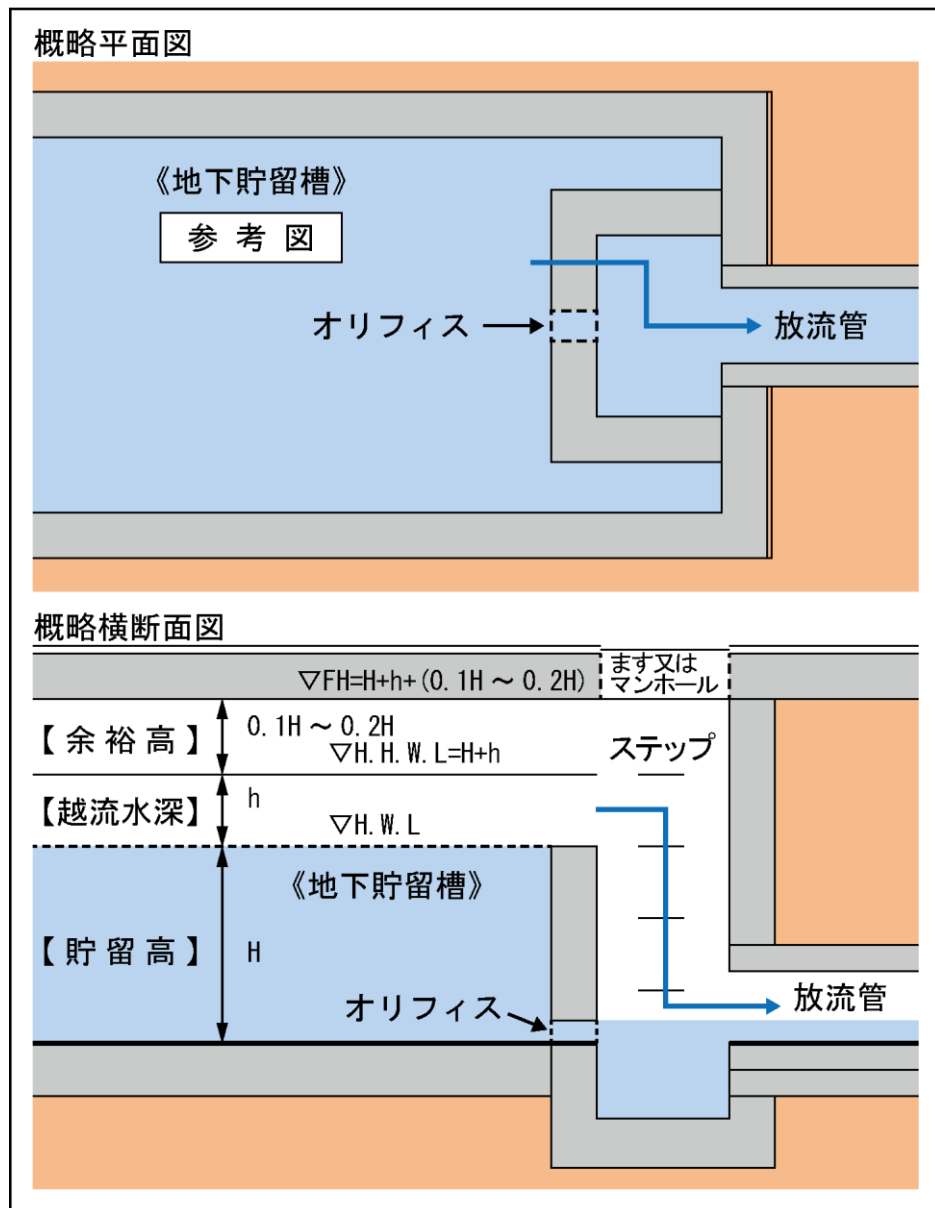 概略平面図
《地下貯留槽》
参考図
オリフィス
放流管
概略横断面図
▽FH=H+h+(0.1H～0.2H)
ます又は
マンホール
【余裕高】
0.1H～0.2H
▽H.H.W.L=H+h
ステップ
【越流水深】
h
▽H.W.L
《地下貯留槽》
【貯留高】
H
オリフィス
放流管